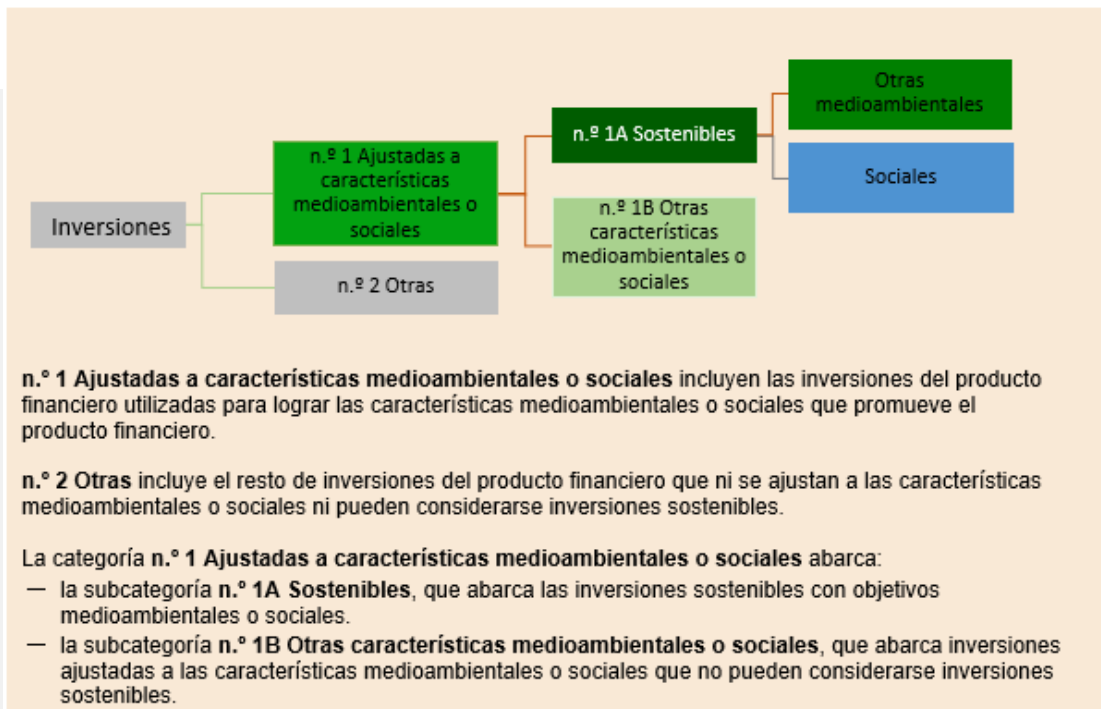 Otras
medioambientales
n.º 1A Sostenibles
n.º 1 Ajustadas a
características
medioambientales o
sociales
Sociales
Inversiones
n.º 1B Otras
características
medioambientales o
sociales
n.º 2 Otras
n.° 1 Ajustadas a características medioambientales o sociales incluyen las inversiones del producto
financiero utilizadas para lograr las características medioambientales o sociales que promueve el
producto financiero.
n.° 2 Otras incluye el resto de inversiones del producto financiero que ni se ajustan a las características
medioambientales o sociales ni pueden considerarse inversiones sostenibles.
La categoría n.° 1 Ajustadas a características medioambientales o sociales abarca:
— la subcategoría n.° 1A Sostenibles, que abarca las inversiones sostenibles con objetivos
medioambientales o sociales.
— la subcategoría n.° 1B Otras características medioambientales o sociales, que abarca inversiones
ajustadas a las características medioambientales o sociales que no pueden considerarse inversiones
sostenibles.